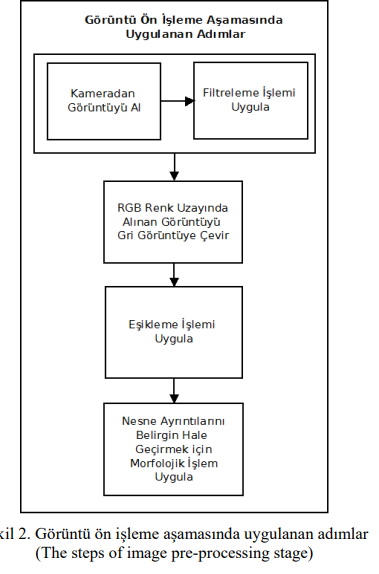 Görüntü Ön İşleme Aşamasında
Uygulanan Adımlar
Kameradan
Görüntüyü Al
Filtreleme İşlemi
Uygula
RGB Renk Uzayında
Alınan Görüntüyü
Gri Görüntüye Çevir
Eşikleme İşlemi
Uygula
Nesne Ayrıntılarını
Belirgin Hale
Geçirmek için
Morfolojik İşlem
Uygula
kil 2. Görüntü ön işleme aşamasında uygulanan adımlar
(The steps of image pre-processing stage)